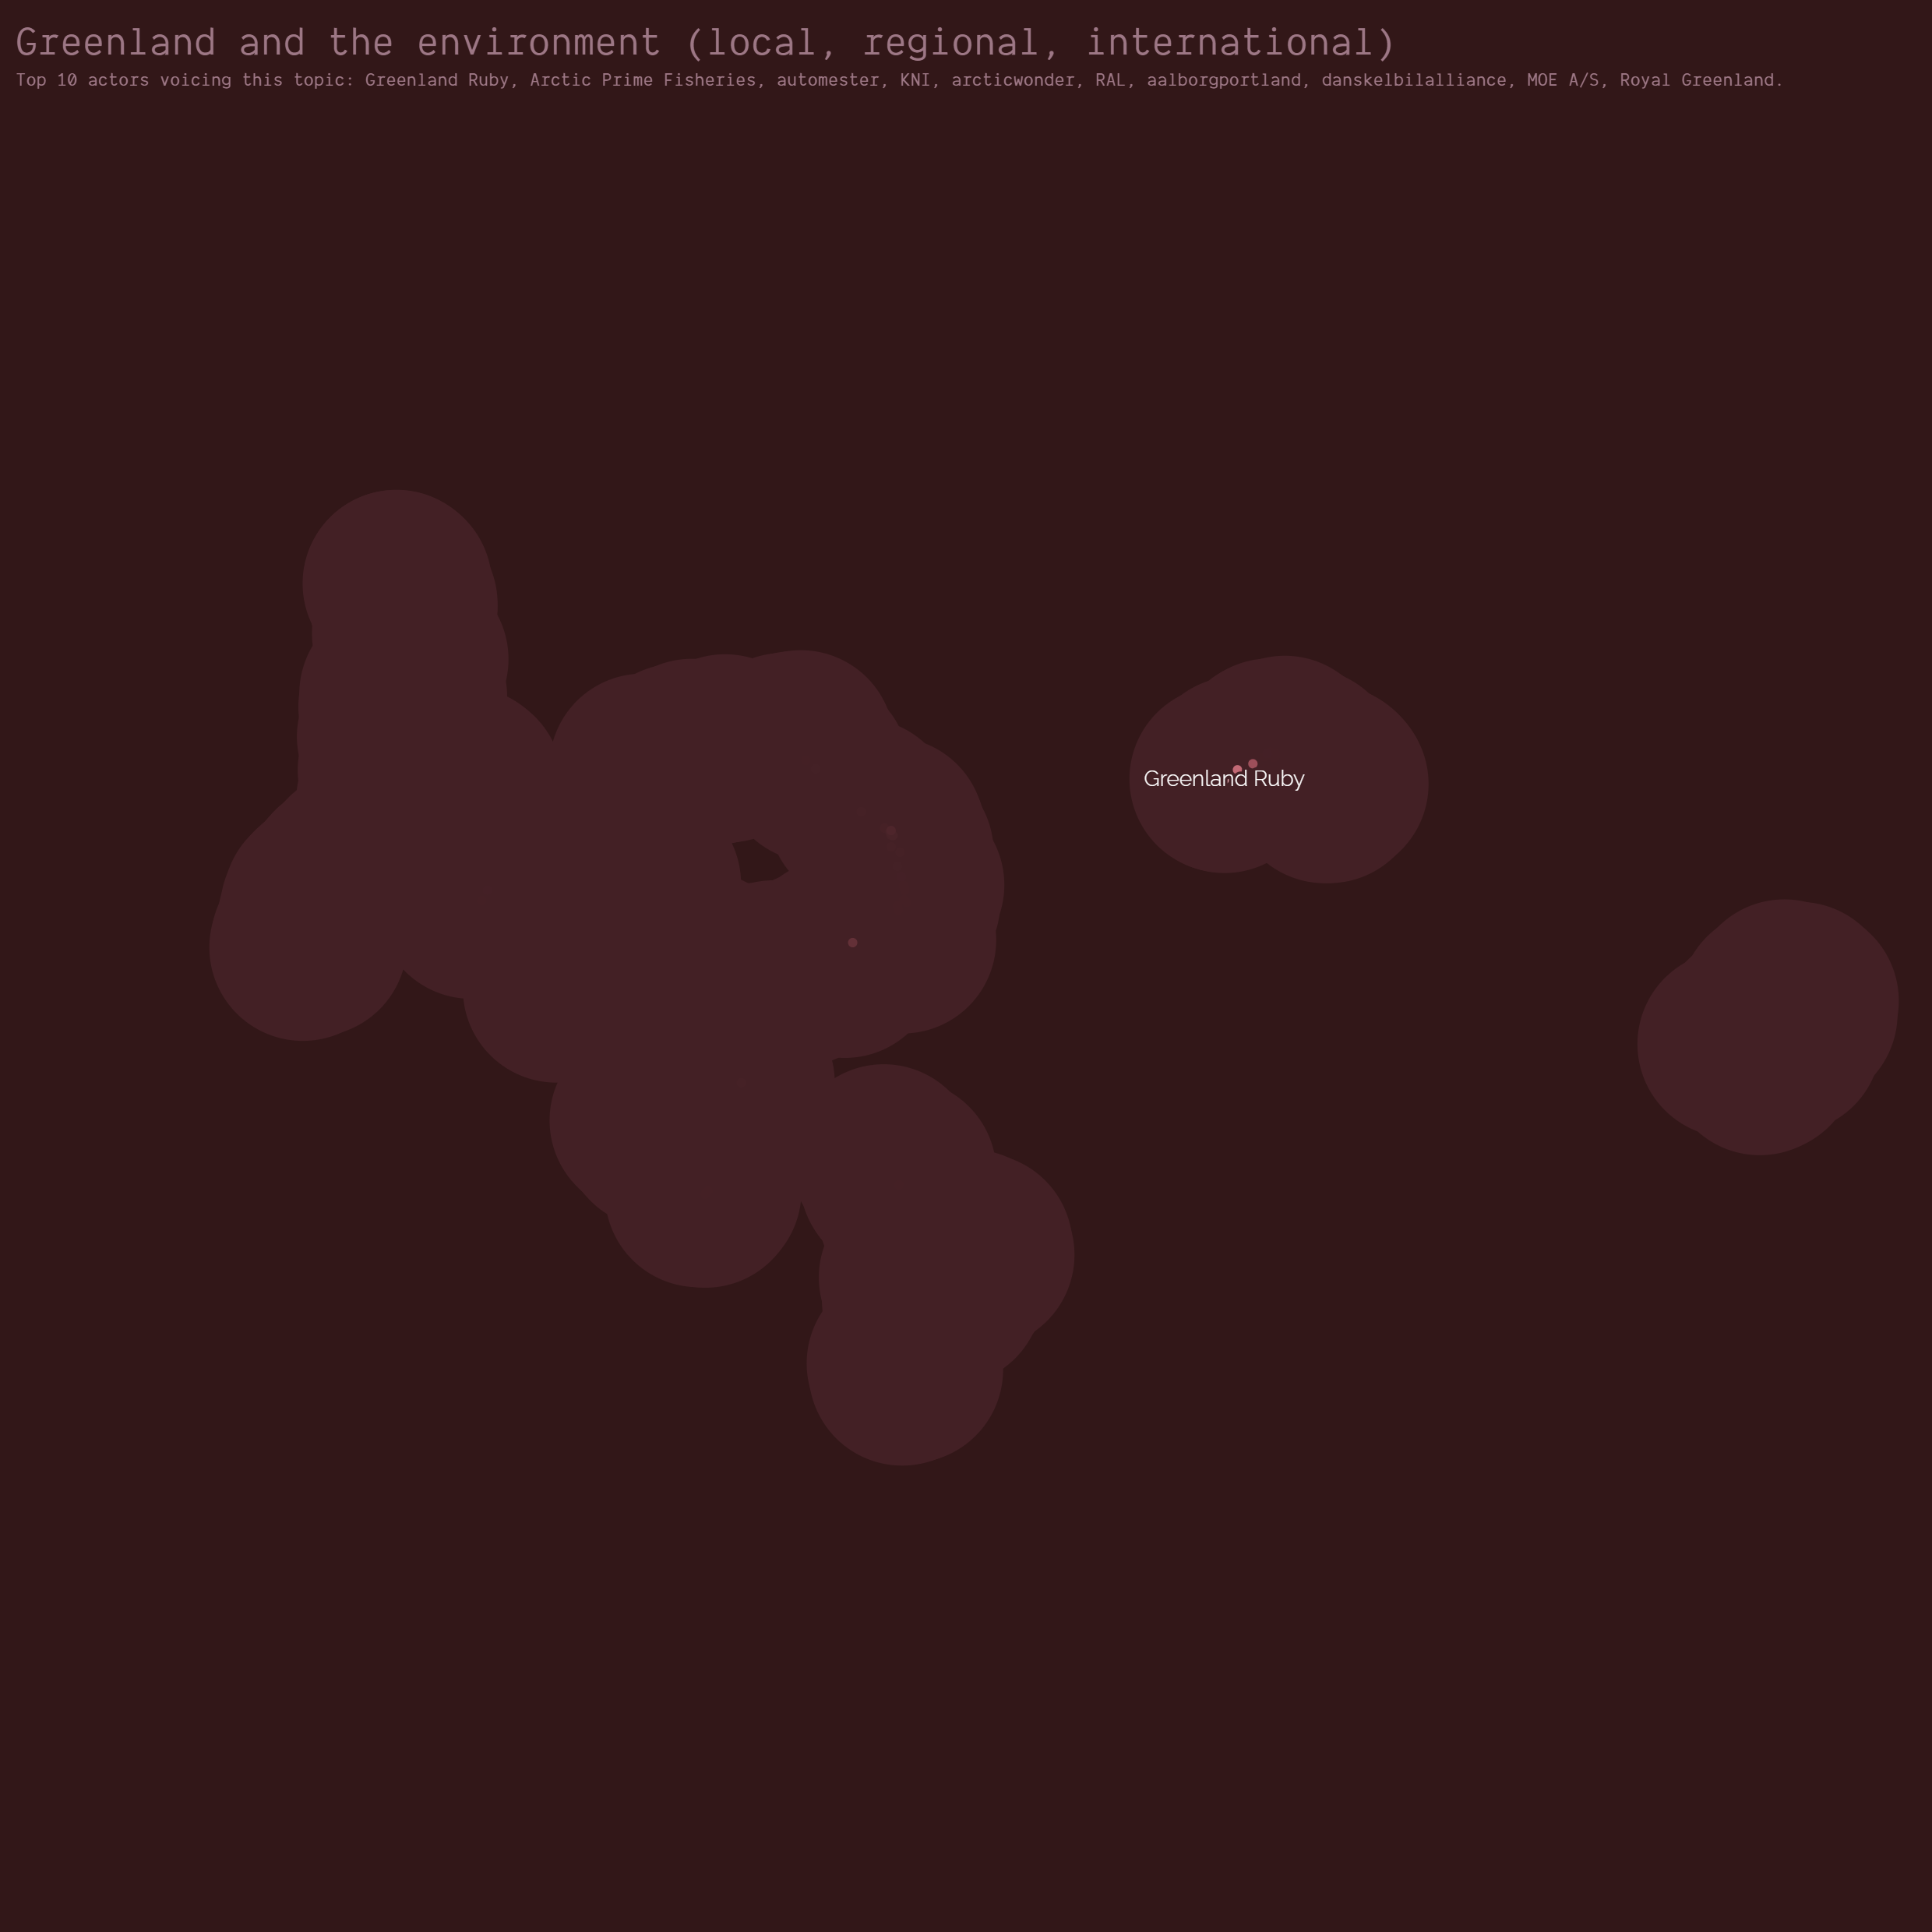 Greenland and the environment (local, regional, international)
Top 10 actors voicing this topic: Greenland Ruby, Arctic Prime Fisheries, automester, KNI, arcticwonder, RAL, aalborgportland, danskelbilalliance, MOE A/S, Royal Greenland.
Greenland Ruby